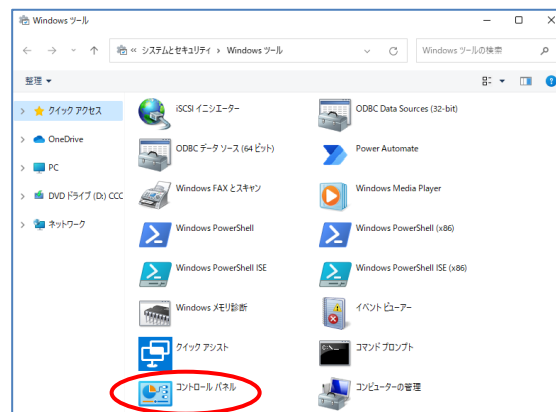 Windows ツール
« システムとセキュリティ › Windows ツール
Windows ツールの検索
整理
クイック アクセス
OneDrive
PC
DVD ドライブ (D:) CCC
ネットワーク
iSCSI イニシエーター
ODBC Data Sources (32-bit)
ODBC データ ソース (64 ビット)
Power Automate
Windows FAX とスキャン
Windows Media Player
Windows PowerShell
Windows PowerShell (x86)
Windows PowerShell ISE
Windows PowerShell ISE (x86)
Windows メモリ診断
イベント ビューアー
クイック アシスト
コマンド プロンプト
コントロール パネル
コンピューターの管理